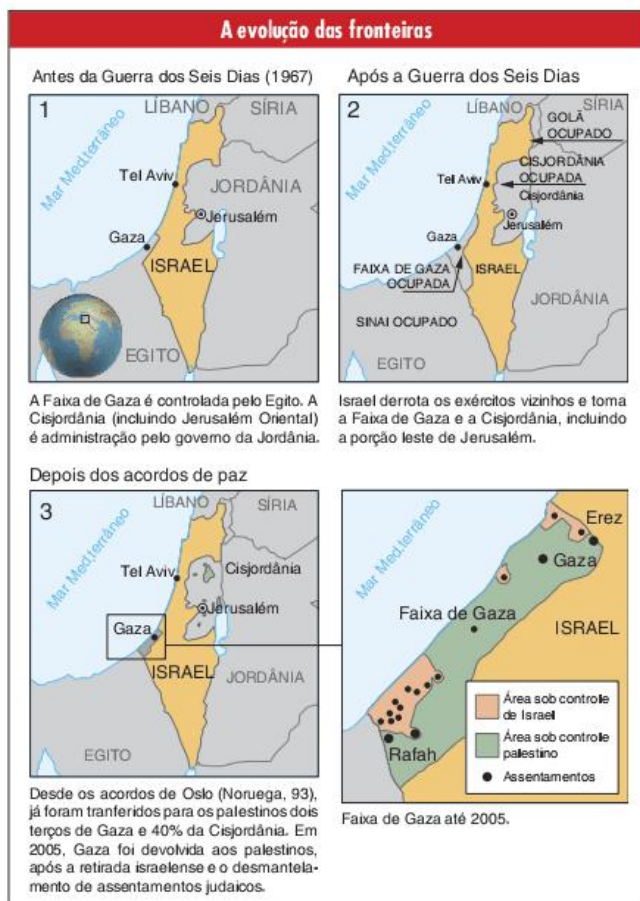 A evolução das fronteiras
Antes da Guerra dos Seis Dias (1967)
1
LÍBANO
SÍRIA
Mar Mediterrâneo
Tel Aviv
JORDÂNIA
Jerusalém
Gaza
ISRAEL
EGITO
A Faixa de Gaza é controlada pelo Egito. A
Cisjordânia (incluindo Jerusalém Oriental)
é administração pelo governo da Jordânia.
Após a Guerra dos Seis Dias
2
LÍBANO
SÍRIA
GOLÃ
OCUPADO
Mar Mediterrâneo
CISJORDÂNIA
OCUPADA
Tel Aviv
Cisjordânia
Jerusalém
Gaza
FAIXA DE GAZA
OCUPADA
ISRAEL
JORDÂNIA
SINAI OCUPADO
EGITO
Israel derrota os exércitos vizinhos e toma
a Faixa de Gaza e a Cisjordânia, incluindo
a porção leste de Jerusalém.
Depois dos acordos de paz
3
LÍBANO
SÍRIA
Mar Mediterrâneo
Tel Aviv
Cisjordânia
Jerusalém
Gaza
ISRAEL
JORDÂNIA
EGITO
Desde os acordos de Oslo (Noruega, 93),
já foram tranferidos para os palestinos dois
terços de Gaza e 40% da Cisjordânia. Em
2005, Gaza foi devolvida aos palestinos,
após a retirada israelense e o desmantela-
mento de assentamentos judaicos.
Mar Mediterrâneo
Erez
Gaza
Faixa de Gaza
ISRAEL
Rafah
Área sob controle
de Israel
Área sob controle
palestino
Assentamentos
Faixa de Gaza até 2005.